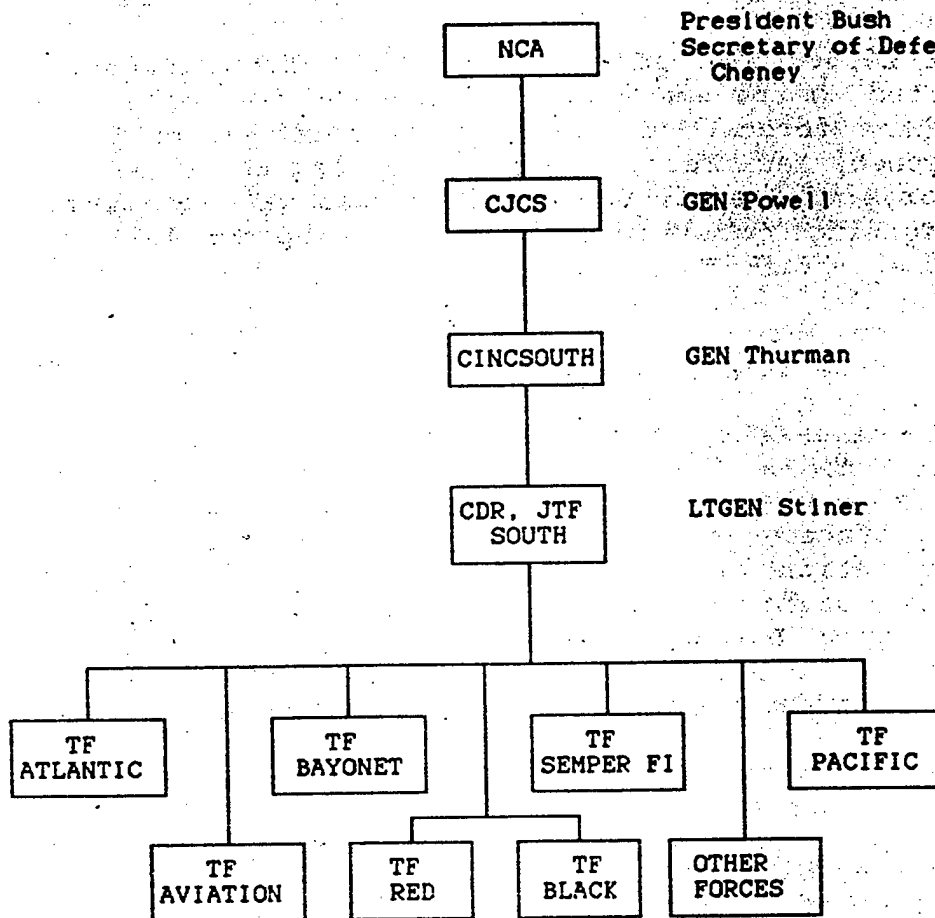 NCA
President Bush
Secretary of Defe
Cheney
CJCS
GEN Powell
CINCSOUTH
GEN Thurman
CDR, JTF
SOUTH
LTGEN Stiner
TF
ATLANTIC
TF
BAYONET
TF
SEMPER FI
TF
PACIFIC
TF
AVIATION
TF
RED
TF
BLACK
OTHER
FORCES